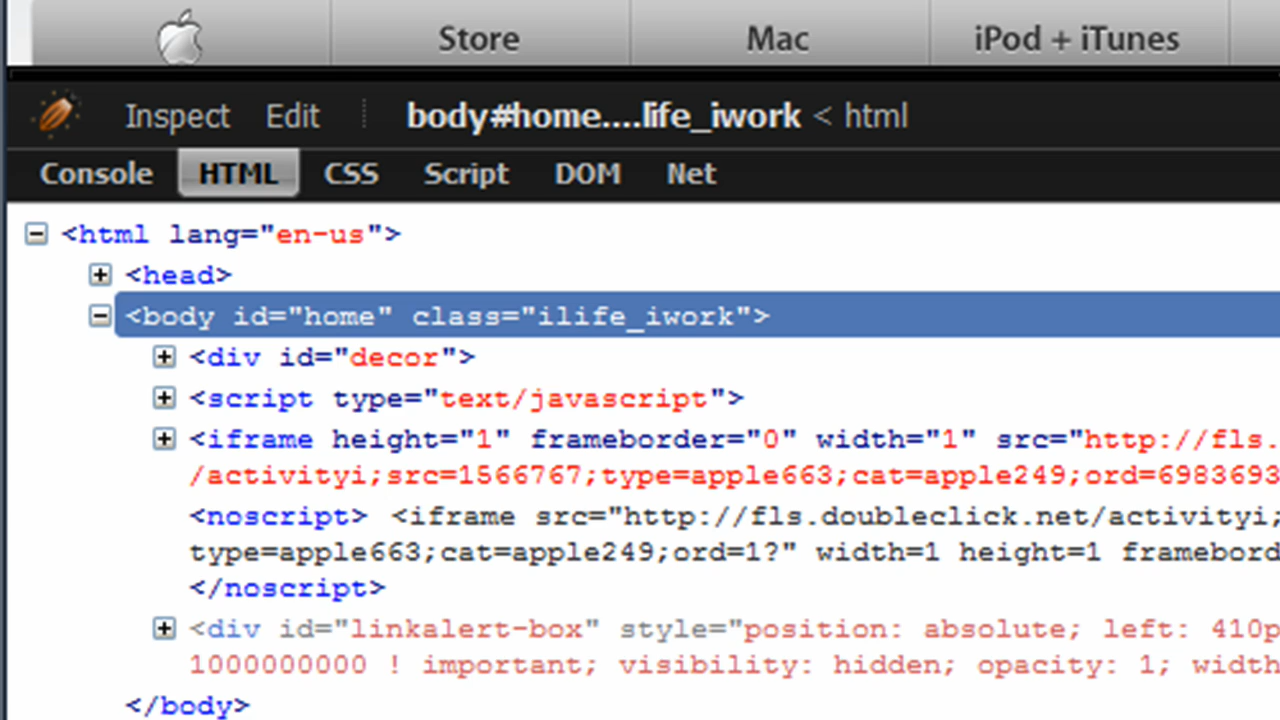 Store Mac iPod + iTunes
Inspect Edit body#home....life_iwork < html
Console HTML CSS Script DOM Net
<html lang="en-us">
<head>
<body id="home" class="ilife_iwork">
<div id="decor">
<script type="text/javascript">
<iframe height="1" frameborder="0" width="1" src="http://fls.
/activityi;src=1566767;type=apple663;cat=apple249;ord=6983693
<noscript> <iframe src="http://fls.doubleclick.net/activityi;
type=apple663;cat=apple249;ord=1?" width=1 height=1 framebord
</noscript>
<div id="linkalert-box" style="position: absolute; left: 410p
1000000000 ! important; visibility: hidden; opacity: 1; width
</body>